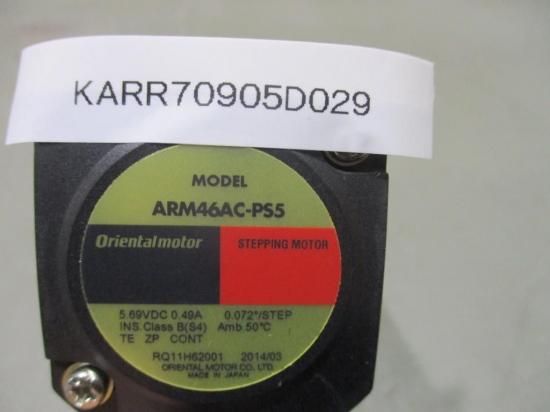 KARR70905D029
MODEL
ARM46AC-PS5
Orientalmotor STEPPING MOTOR
5.69VDC 0.49A 0.072°/STEP
INS.Class B(S4) Amb.50°C
TE ZP CONT
RQ11H62001 2014/03
ORIENTAL MOTOR CO., LTD.
MADE IN JAPAN